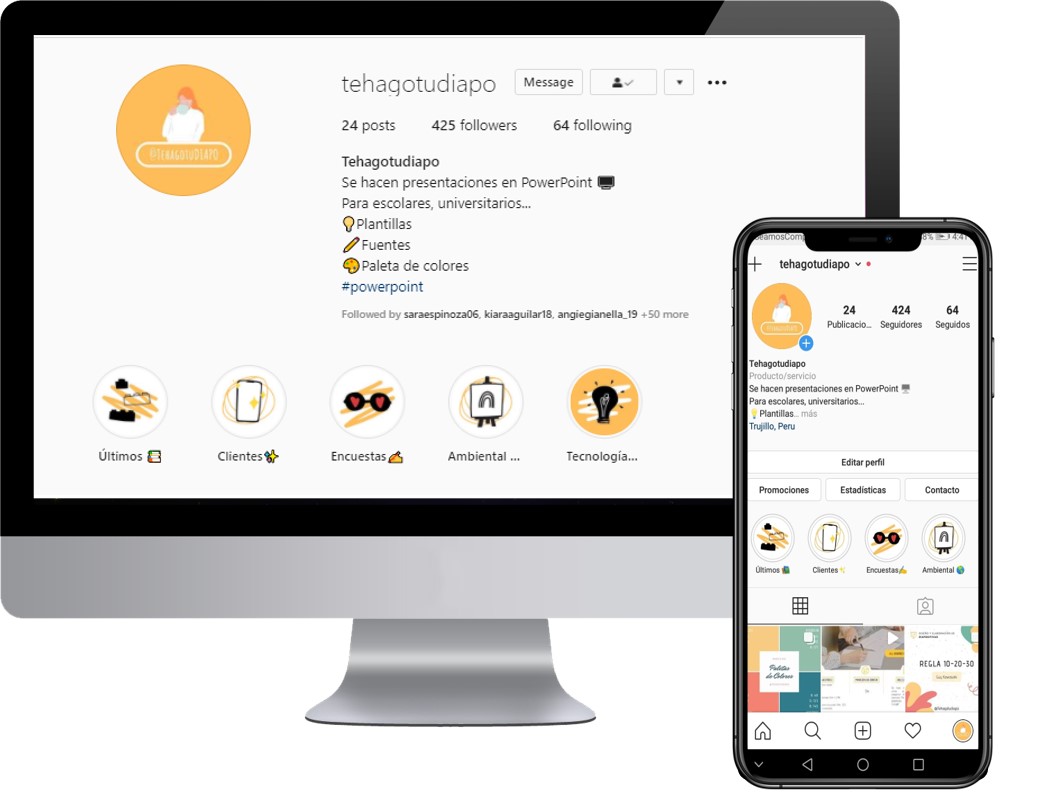 tehagotudiapo
Message
24 posts 425 followers 64 following
Tehagotudiapo
Se hacen presentaciones en PowerPoint 🖥
Para escolares, universitarios...
💡Plantillas
✏Fuentes
🎨Paleta de colores
#powerpoint
Followed by saraespinoza06, kiaraaguilar18, angiegianella_19 +50 more
@TEHAGOTUDIAPO
Últimos Clientes✨ Encuestas✍ Ambiental ... Tecnología...
8% 4:41
tehagotudiapo
24 424 64
Publicacio... Seguidores Seguidos
Tehagotudiapo
Producto/servicio
Se hacen presentaciones en PowerPoint 🖥
Para escolares, universitarios...
💡Plantillas... más
Trujillo, Peru
Editar perfil
Promociones Estadísticas Contacto
Últimos Clientes✨ Encuestas✍ Ambiental 🌎
Paletas
de Colores
REGLA 10-20-30
@Tehagotudiapo